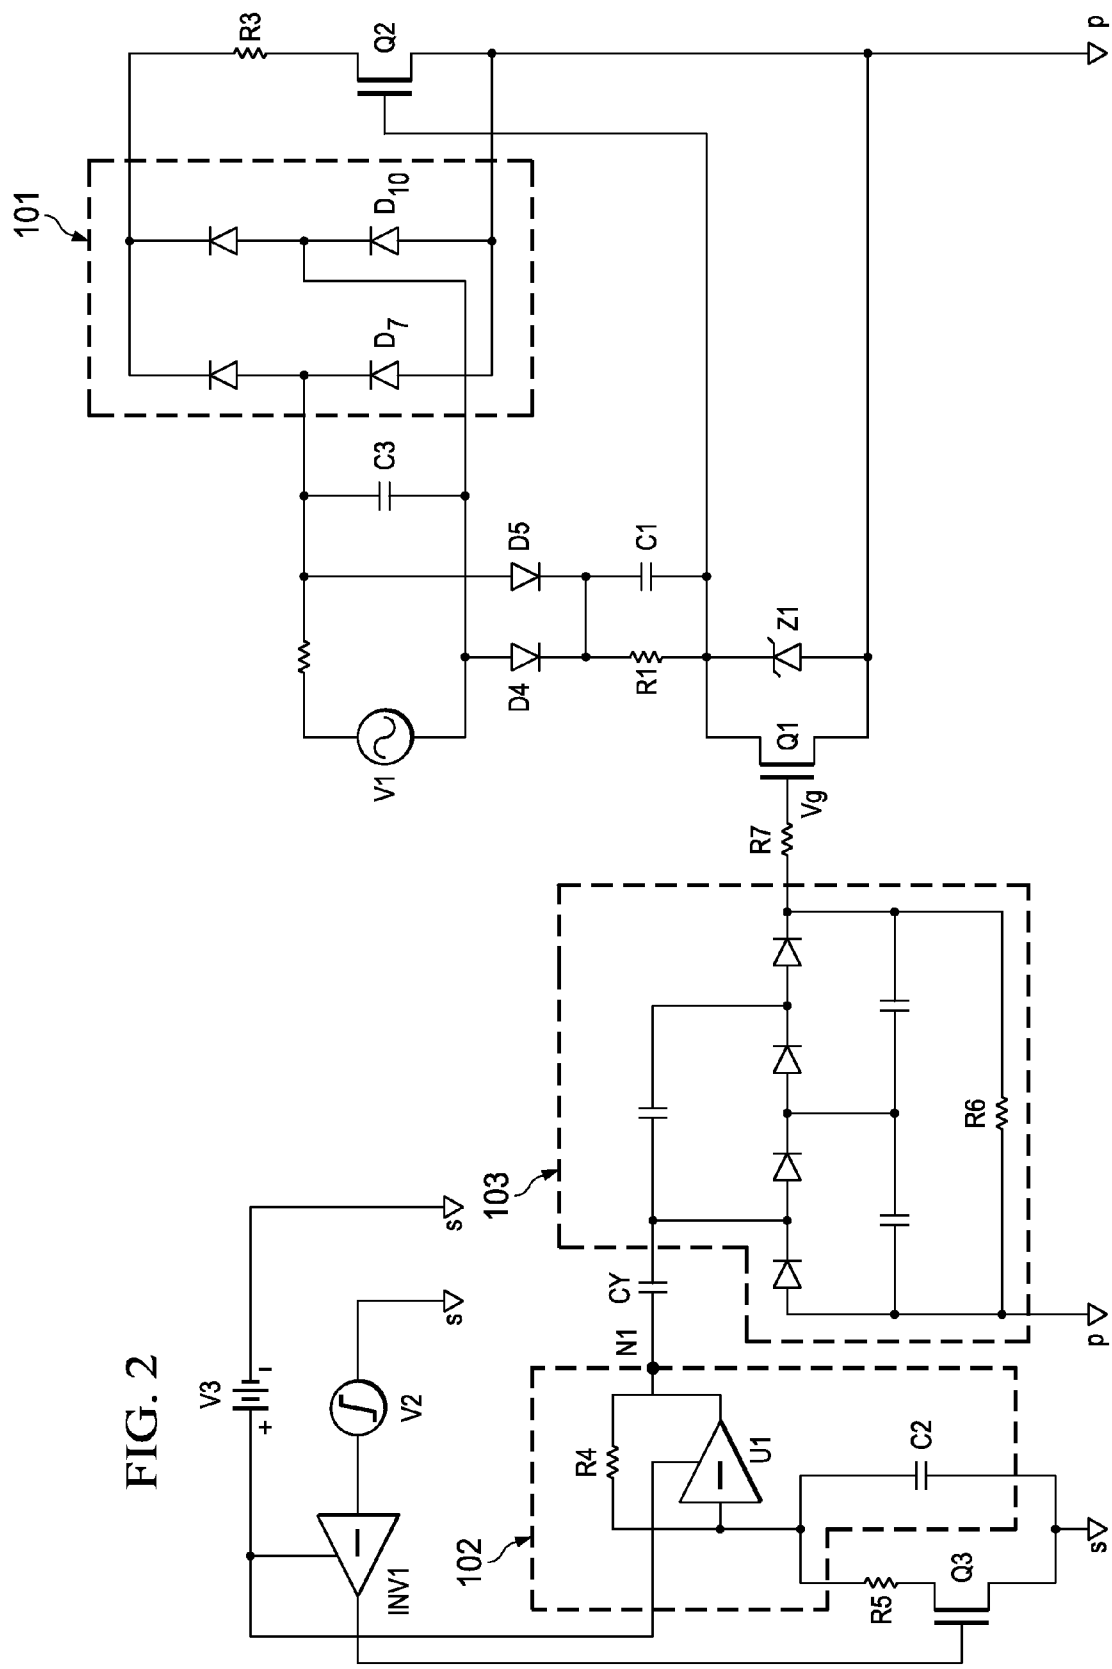 FIG. 2
V3
+
−
s
V2
s
INV1
102
R4
U1
N1
C2
R5
Q3
s
103
CY
R6
p
R7
Vg
Q1
Z1
V1
D4
D5
R1
C1
C3
101
D7
D10
R3
Q2
p